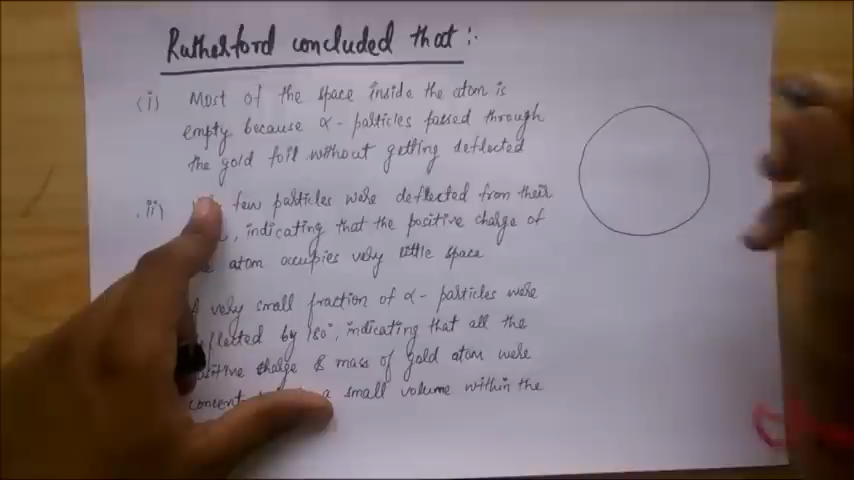 Rutherford concluded that :-
(i) Most of the space inside the atom is
empty because α - particles passed through
the gold foil without getting deflected
(ii) few particles were deflected from their
, indicating that the positive charge of
atom occupies very little space
very small fraction of α - particles were
by 180°, indicating that all the
charge & mass of gold atom were
a small volume within the